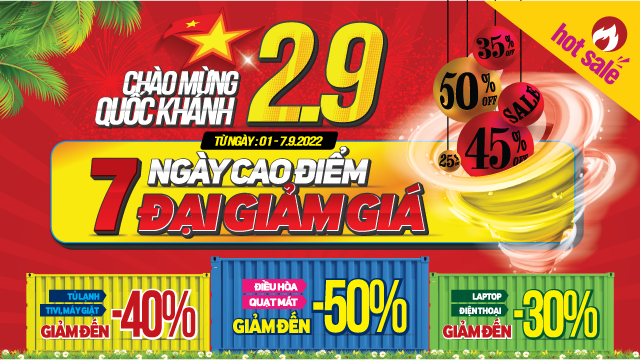 CHÀO MỪNG
QUỐC KHÁNH
2.9
TỪ NGÀY : 01 - 7.9.2022
7 NGÀY CAO ĐIỂM
ĐẠI GIẢM GIÁ
hot sale
35% OFF
50% OFF
SALE
45% OFF
25%
TỦ LẠNH
TIVI, MÁY GIẶT
GIẢM ĐẾN -40%
ĐIỀU HÒA
QUẠT MÁT
GIẢM ĐẾN -50%
LAPTOP
ĐIỆN THOẠI
GIẢM ĐẾN -30%